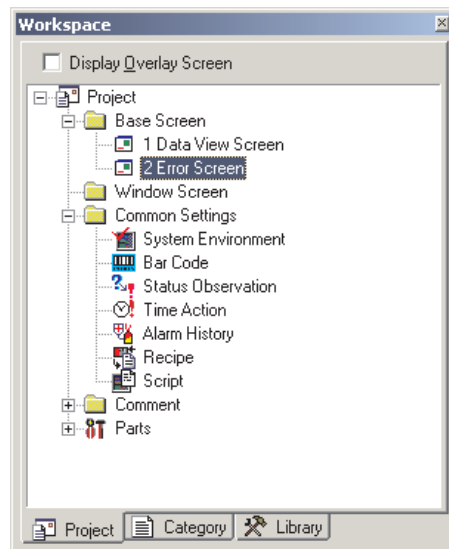 Workspace
Display Overlay Screen
Project
Base Screen
1 Data View Screen
2 Error Screen
Window Screen
Common Settings
System Environment
Bar Code
Status Observation
Time Action
Alarm History
Recipe
Script
Comment
Parts
Project Category Library